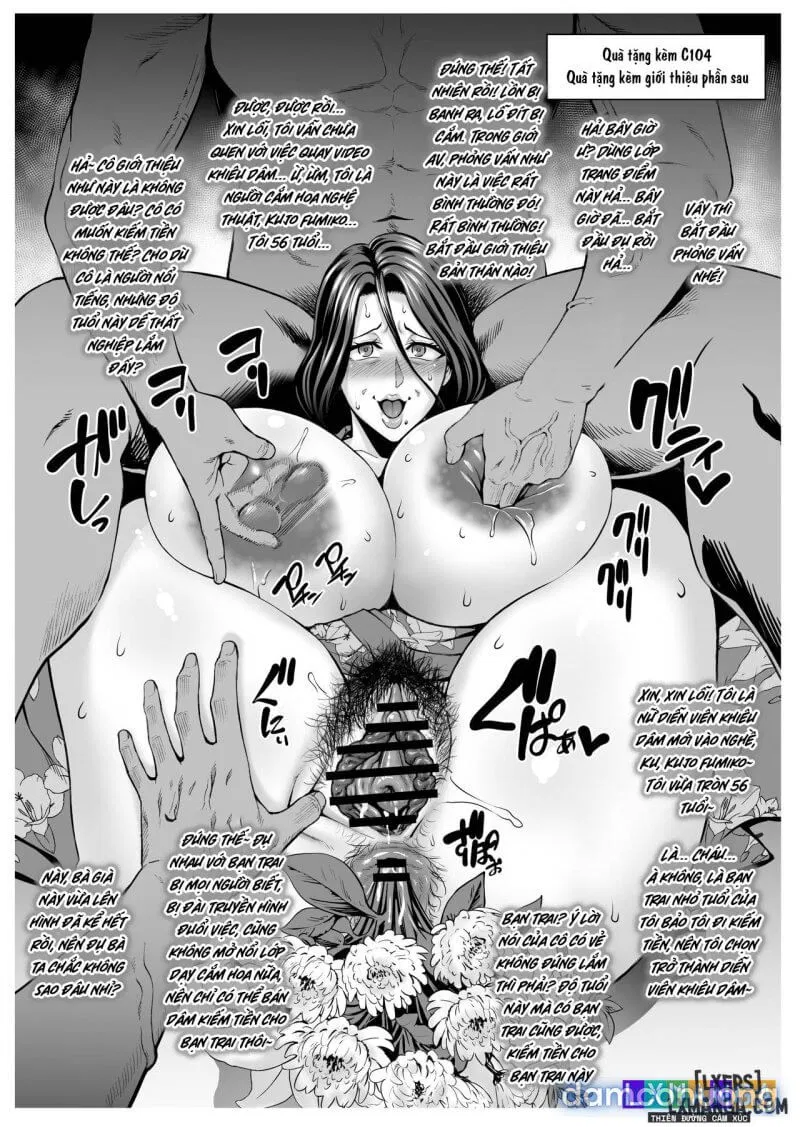 Quà tặng kèm C104
Quà tặng kèm giới thiệu phần sau
VẬY THÌ
BẮT ĐẦU
PHỎNG VẤN
NHÉ!
HẢ! BÂY GIỜ
Ư? DÙNG LỚP
TRANG ĐIỂM
NÀY HẢ... BÂY
GIỜ ĐÃ... BẮT
ĐẦU ĐỤ RỒI
HẢ...
ĐÚNG THẾ! TẤT
NHIÊN RỒI! LỒN BỊ
BANH RA, LỖ ĐÍT BỊ
CẮM. TRONG GIỚI
AV, PHỎNG VẤN NHƯ
NÀY LÀ VIỆC RẤT
BÌNH THƯỜNG ĐÓ!
RẤT BÌNH THƯỜNG!
BẮT ĐẦU GIỚI THIỆU
BẢN THÂN NÀO!
ĐƯỢC, ĐƯỢC RỒI...
XIN LỖI, TÔI VẪN CHƯA
QUEN VỚI VIỆC QUAY VIDEO
KHIÊU DÂM... Ừ, ỪM, TÔI LÀ
NGƯỜI CẮM HOA NGHỆ
THUẬT, KUJO FUMIKO...
TÔI 56 TUỔI...
HẢ~ CÔ GIỚI THIỆU
NHƯ NÀY LÀ KHÔNG
ĐƯỢC ĐÂU? CÔ CÓ
MUỐN KIẾM TIỀN
KHÔNG THẾ? CHO DÙ
CÔ LÀ NGƯỜI NỔI
TIẾNG, NHƯNG ĐỘ
TUỔI NÀY DỄ THẤT
NGHIỆP LẮM
ĐẤY?
XIN, XIN LỖI! TÔI LÀ
NỮ DIỄN VIÊN KHIÊU
DÂM MỚI VÀO NGHỀ,
KU, KUJO FUMIKO~
TÔI VỪA TRÒN 56
TUỔI~
LÀ... CHÁU...
À KHÔNG, LÀ BẠN
TRAI NHỎ TUỔI CỦA
TÔI BẢO TÔI ĐI KIẾM
TIỀN, NÊN TÔI CHỌN
TRỞ THÀNH DIỄN
VIÊN KHIÊU DÂM~
BẠN TRAI? Ý LỜI
NÓI CỦA CÔ CÓ VẺ
KHÔNG ĐÚNG LẮM
THÌ PHẢI? ĐỘ TUỔI
NÀY MÀ CÓ BẠN
TRAI CŨNG ĐƯỢC,
KIẾM TIỀN CHO
BẠN TRAI NÀY
ĐÚNG THẾ~ ĐỤ
NHAU VỚI BẠN TRAI
BỊ MỌI NGƯỜI BIẾT,
BỊ ĐÀI TRUYỀN HÌNH
ĐUỔI VIỆC, CŨNG
KHÔNG MỞ NỔI LỚP
DẠY CẮM HOA NỮA,
NÊN CHỈ CÓ THỂ BÁN
DÂM KIẾM TIỀN CHO
BẠN TRAI THÔI~
NÀY, BÀ GIÀ
NÀY VỪA LÊN
HÌNH ĐÃ KỂ HẾT
RỒI, NÊN ĐỤ BÀ
TA CHẮC KHÔNG
SAO ĐÂU NHỈ?
[LXERS]
LAMANGA.COM
damconuong
THIÊN ĐƯỜNG CẢM XÚC